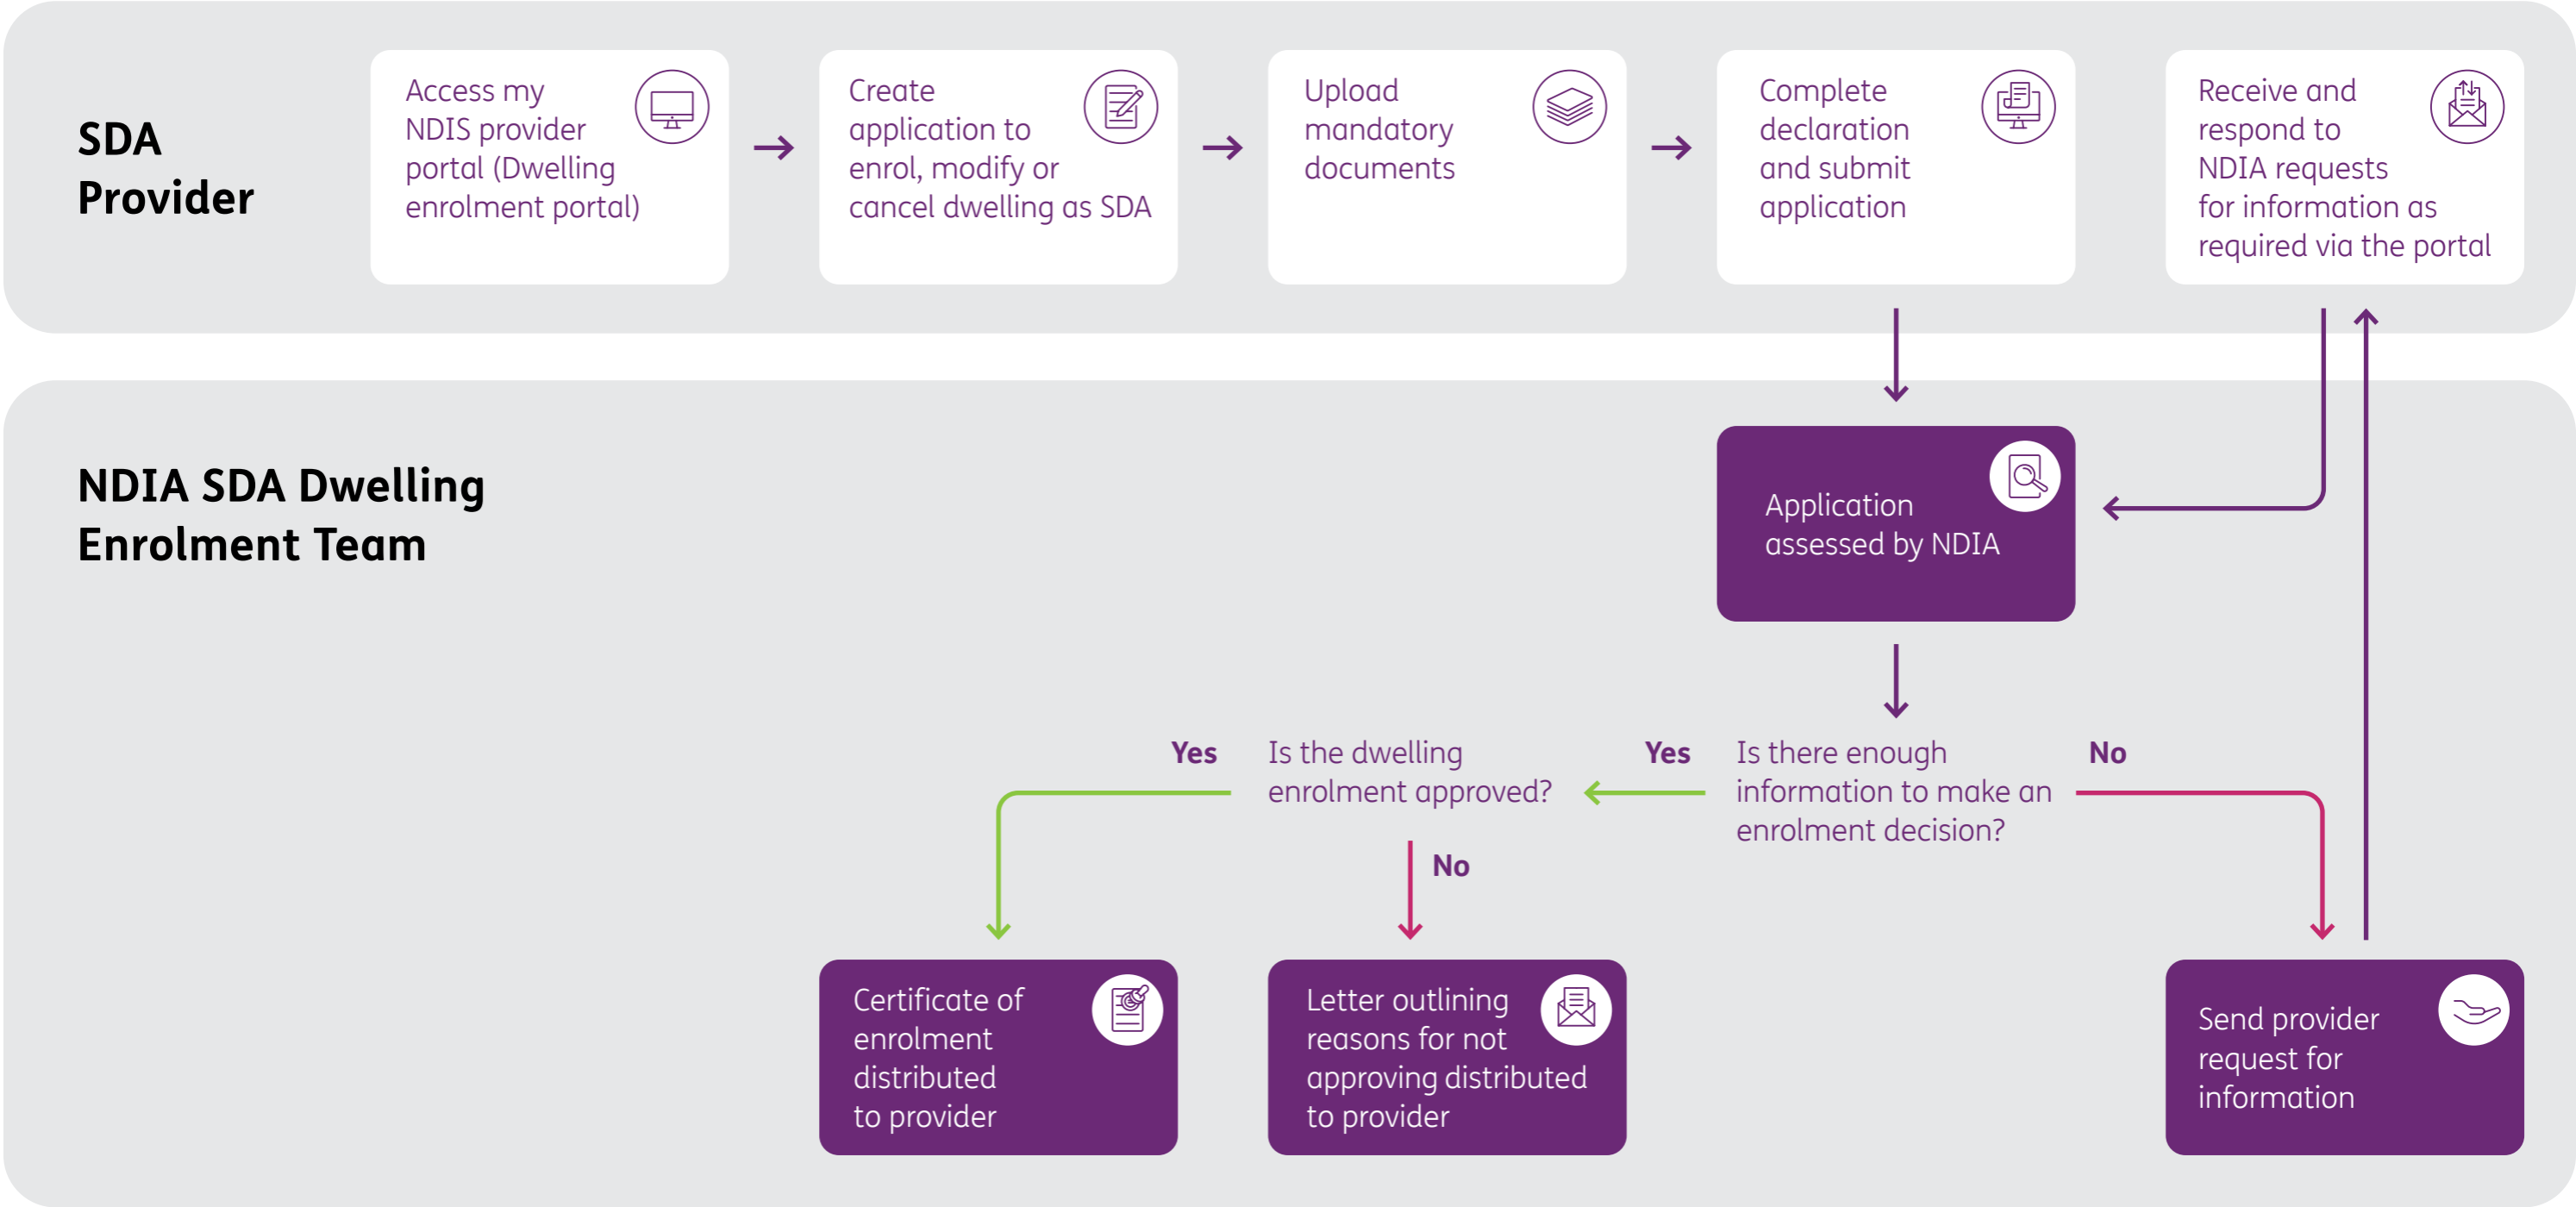 SDA
Provider
Access my
NDIS provider
portal (Dwelling
enrolment portal)
Create
application to
enrol, modify or
cancel dwelling as SDA
Upload
mandatory
documents
Complete
declaration
and submit
application
Receive and
respond to
NDIA requests
for information as
required via the portal
NDIA SDA Dwelling
Enrolment Team
Application
assessed by NDIA
Yes
Is the dwelling
enrolment approved?
Yes
Is there enough
information to make an
enrolment decision?
No
No
Certificate of
enrolment
distributed
to provider
Letter outlining
reasons for not
approving distributed
to provider
Send provider
request for
information